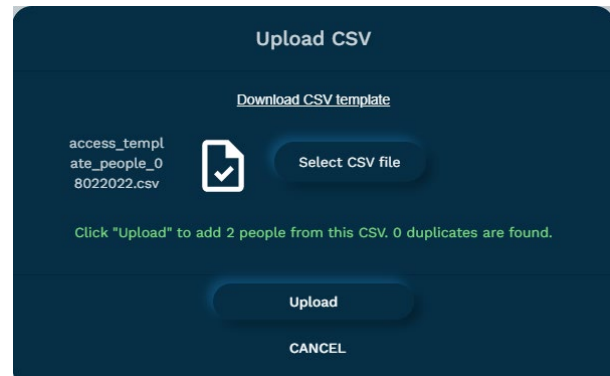 Upload CSV
Download CSV template
access_templ
ate_people_0
8022022.csv
Select CSV file
Click "Upload" to add 2 people from this CSV. 0 duplicates are found.
Upload
CANCEL